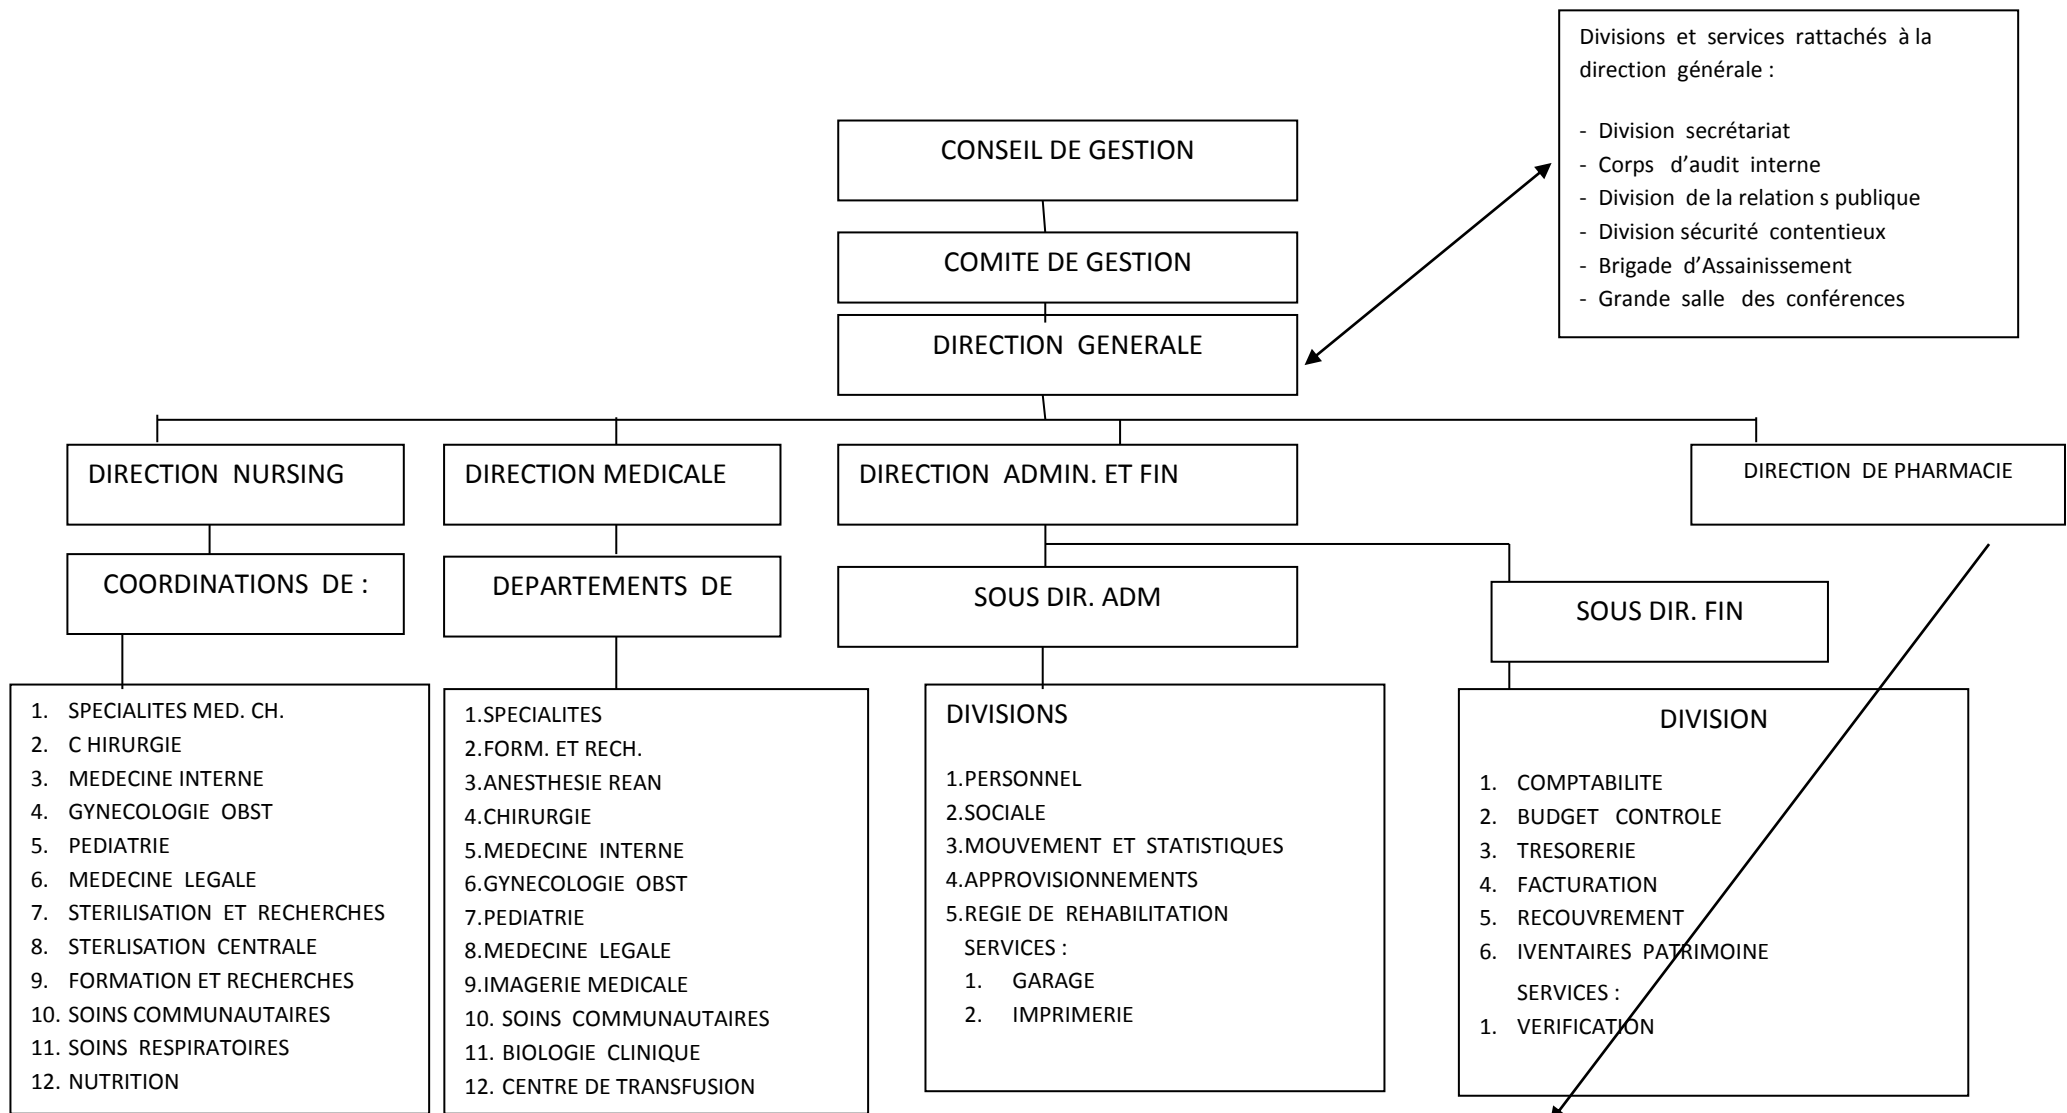 Divisions et services rattachés à la
direction générale :
- Division secrétariat
- Corps d’audit interne
- Division de la relation s publique
- Division sécurité contentieux
- Brigade d’Assainissement
- Grande salle des conférences
CONSEIL DE GESTION
COMITE DE GESTION
DIRECTION GENERALE
DIRECTION NURSING
DIRECTION MEDICALE
DIRECTION ADMIN. ET FIN
DIRECTION DE PHARMACIE
COORDINATIONS DE :
DEPARTEMENTS DE
SOUS DIR. ADM
SOUS DIR. FIN
1. SPECIALITES MED. CH.
2. C HIRURGIE
3. MEDECINE INTERNE
4. GYNECOLOGIE OBST
5. PEDIATRIE
6. MEDECINE LEGALE
7. STERILISATION ET RECHERCHES
8. STERLISATION CENTRALE
9. FORMATION ET RECHERCHES
10. SOINS COMMUNAUTAIRES
11. SOINS RESPIRATOIRES
12. NUTRITION
1.SPECIALITES
2.FORM. ET RECH.
3.ANESTHESIE REAN
4.CHIRURGIE
5.MEDECINE INTERNE
6.GYNECOLOGIE OBST
7.PEDIATRIE
8.MEDECINE LEGALE
9.IMAGERIE MEDICALE
10. SOINS COMMUNAUTAIRES
11. BIOLOGIE CLINIQUE
12. CENTRE DE TRANSFUSION
DIVISIONS
1.PERSONNEL
2.SOCIALE
3.MOUVEMENT ET STATISTIQUES
4.APPROVISIONNEMENTS
5.REGIE DE REHABILITATION
SERVICES :
1. GARAGE
2. IMPRIMERIE
DIVISION
1. COMPTABILITE
2. BUDGET CONTROLE
3. TRESORERIE
4. FACTURATION
5. RECOUVREMENT
6. IVENTAIRES PATRIMOINE
SERVICES :
1. VERIFICATION